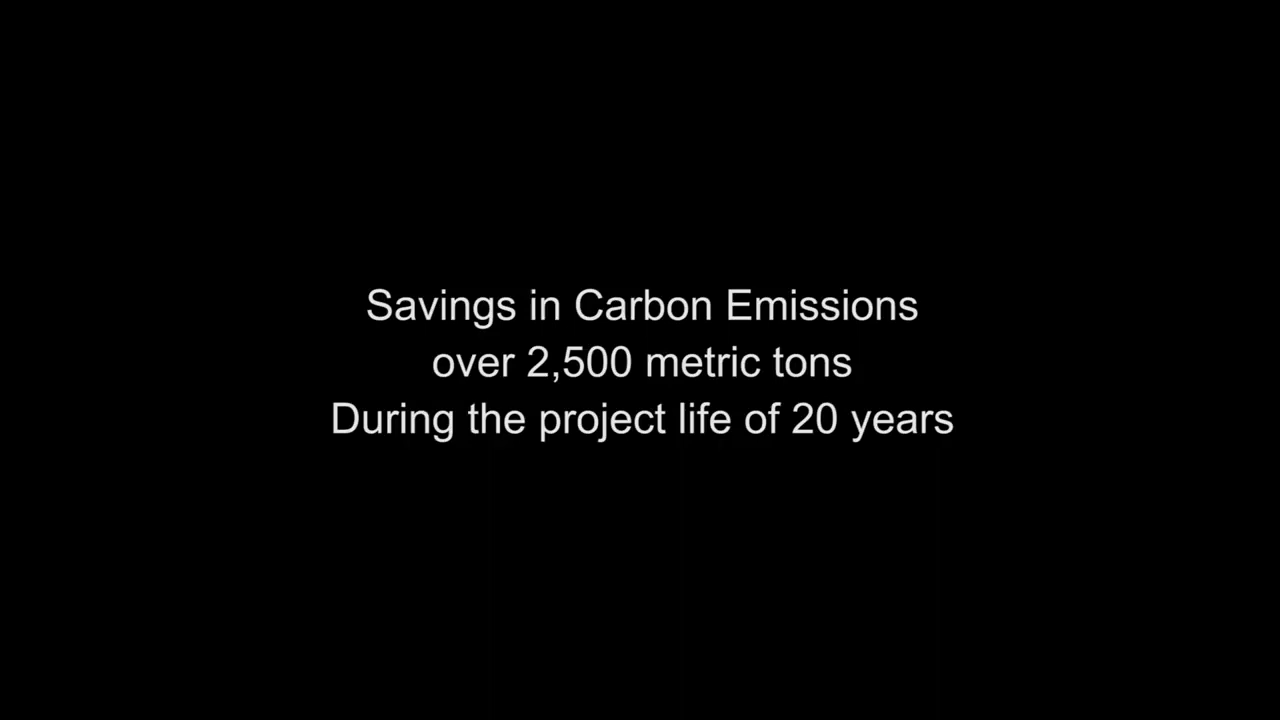 Savings in Carbon Emissions
over 2,500 metric tons
During the project life of 20 years